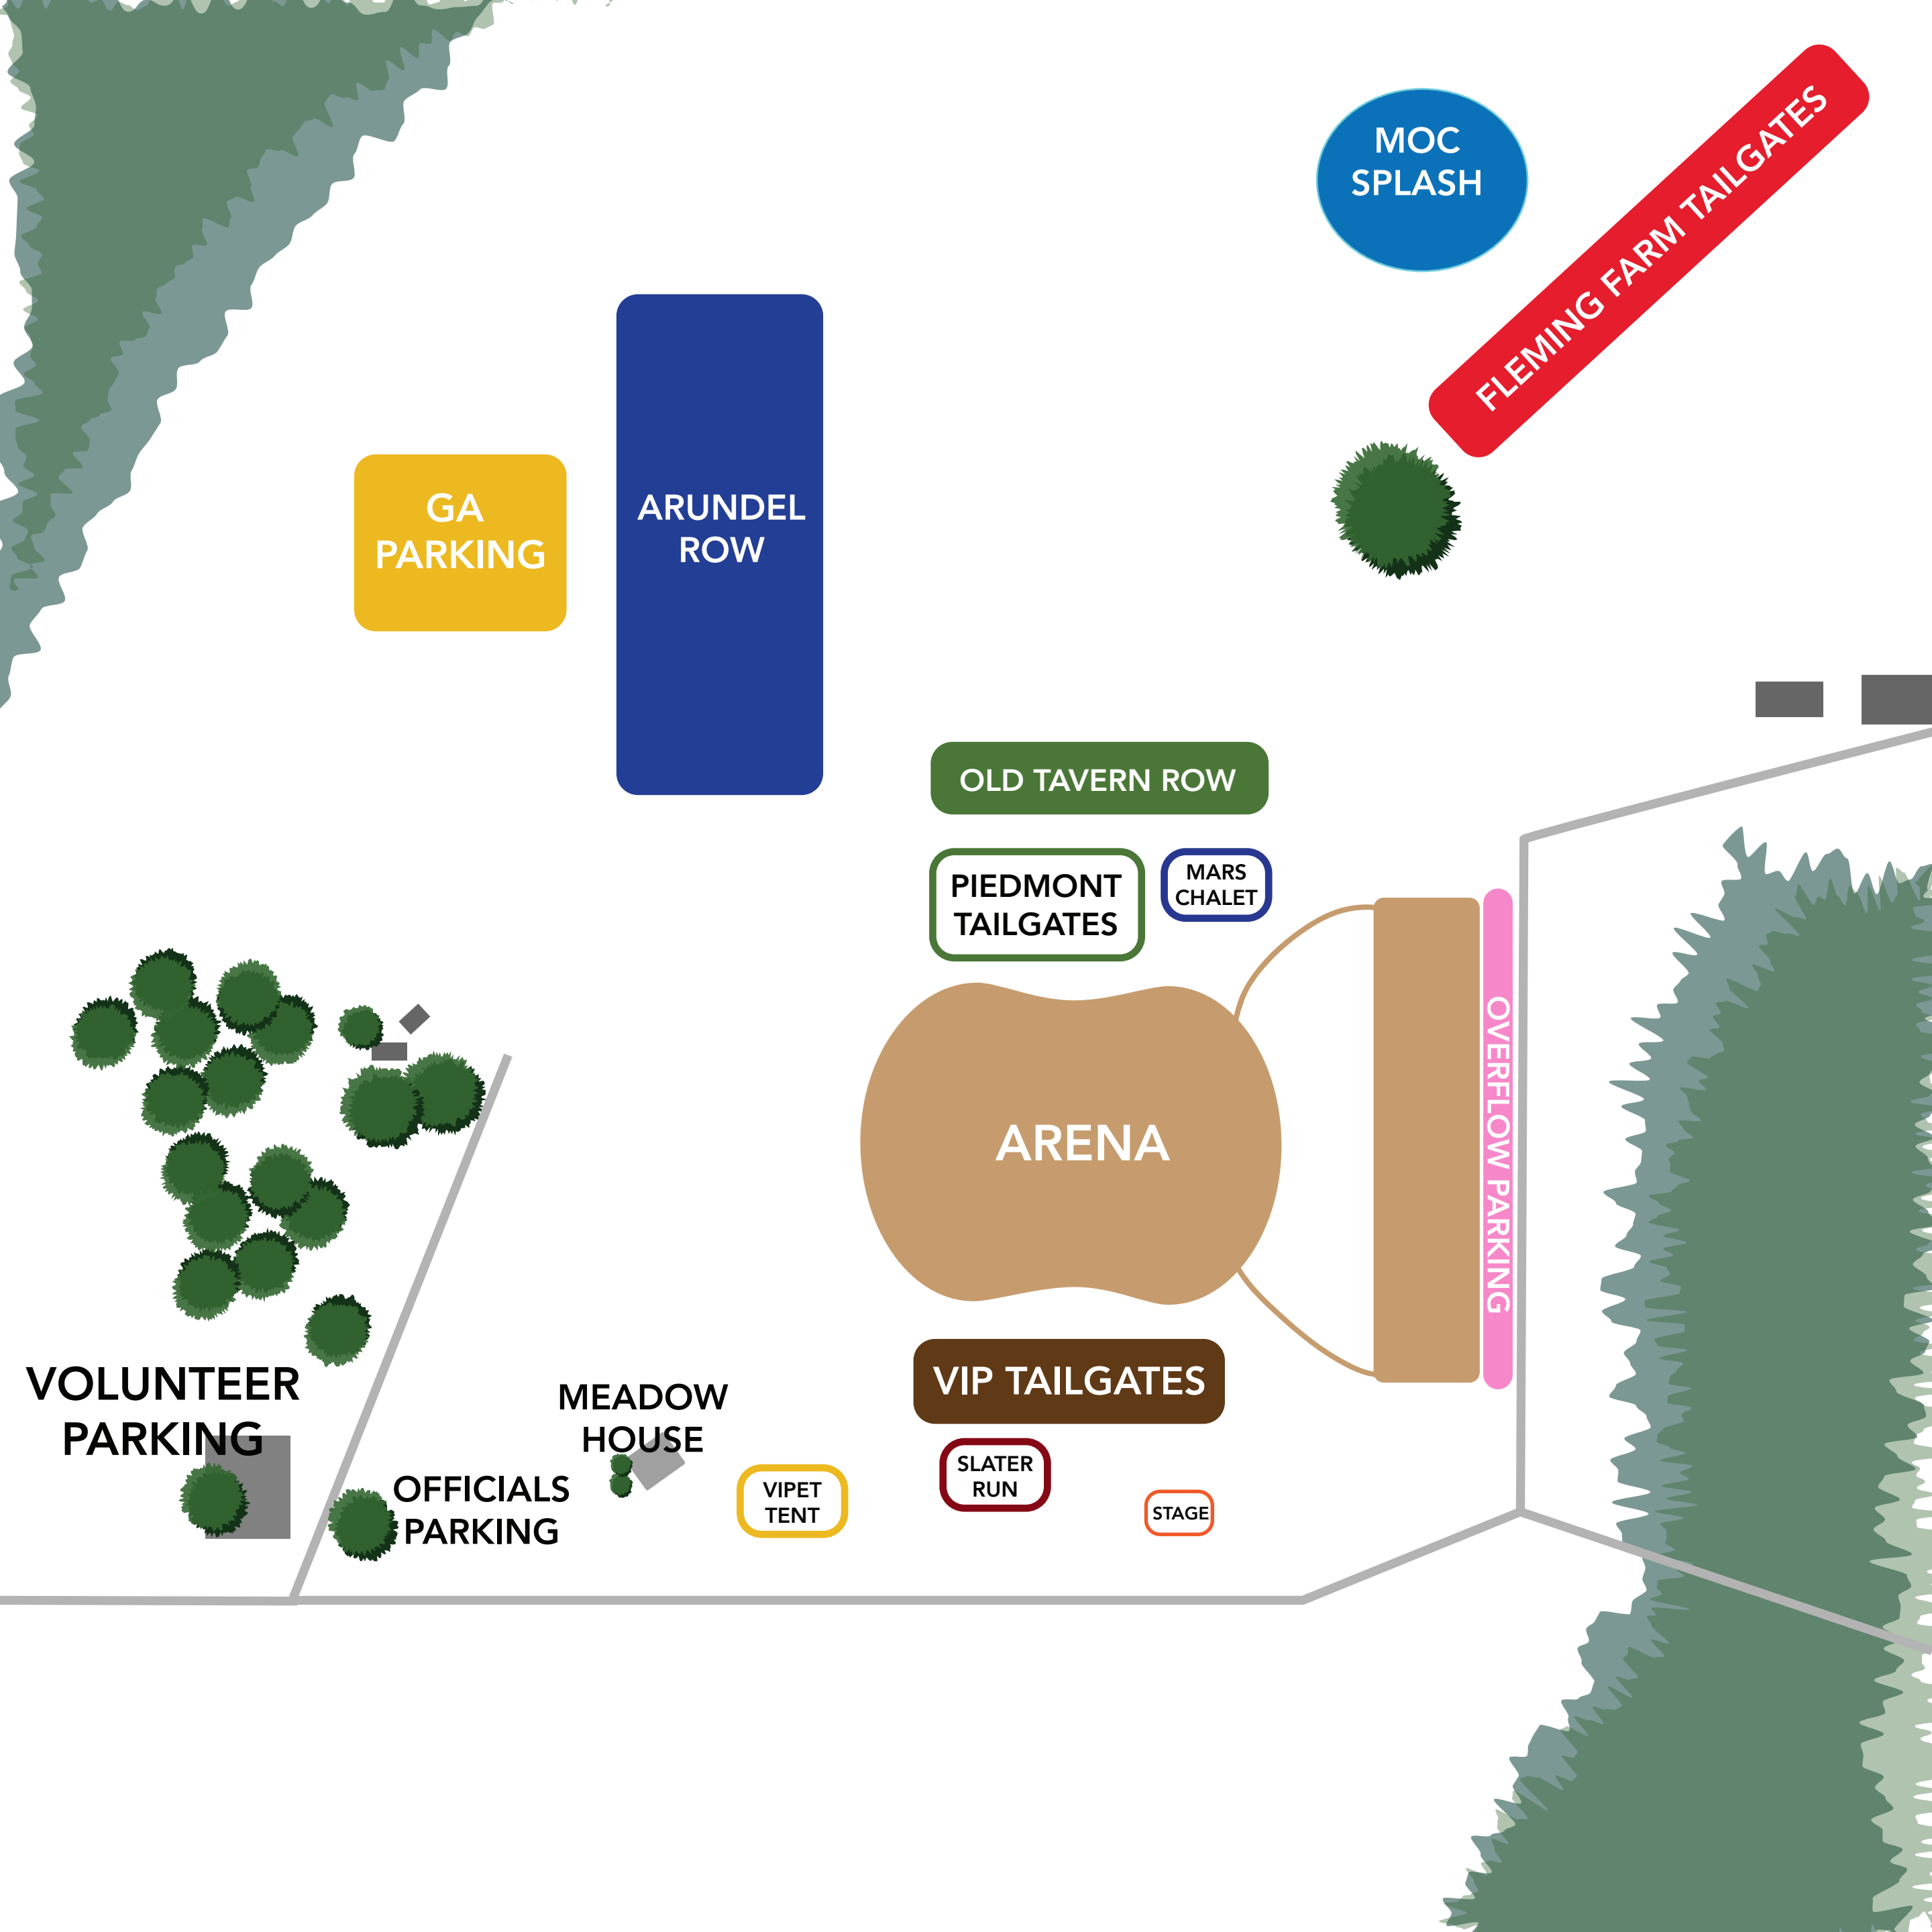 MOC
SPLASH
FLEMING FARM TAILGATES
GA
PARKING
ARUNDEL
ROW
OLD TAVERN ROW
PIEDMONT
TAILGATES
MARS
CHALET
OVERFLOW PARKING
ARENA
VIP TAILGATES
VOLUNTEER
PARKING
MEADOW
HOUSE
OFFICIALS
PARKING
VIPET
TENT
SLATER
RUN
STAGE